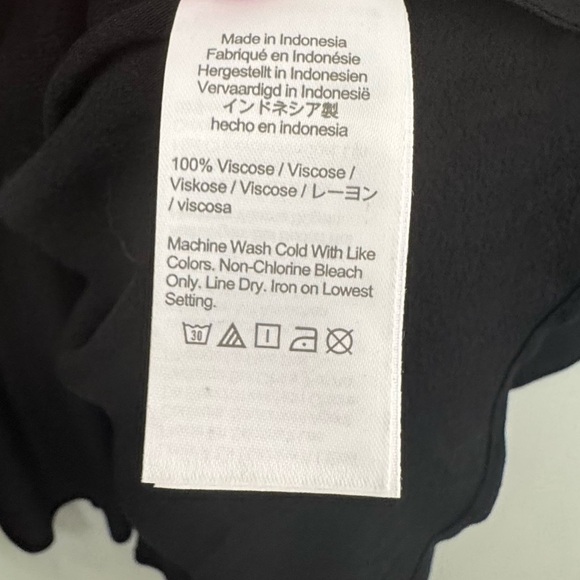 Made in Indonesia
Fabriqué en Indonésie
Hergestellt in Indonesien
Vervaardigd in Indonesië
インドネシア製
hecho en indonesia
100% Viscose / Viscose /
Viskose / Viscose / レーヨン
/ viscosa
Machine Wash Cold With Like
Colors. Non-Chlorine Bleach
Only. Line Dry. Iron on Lowest
Setting.
30